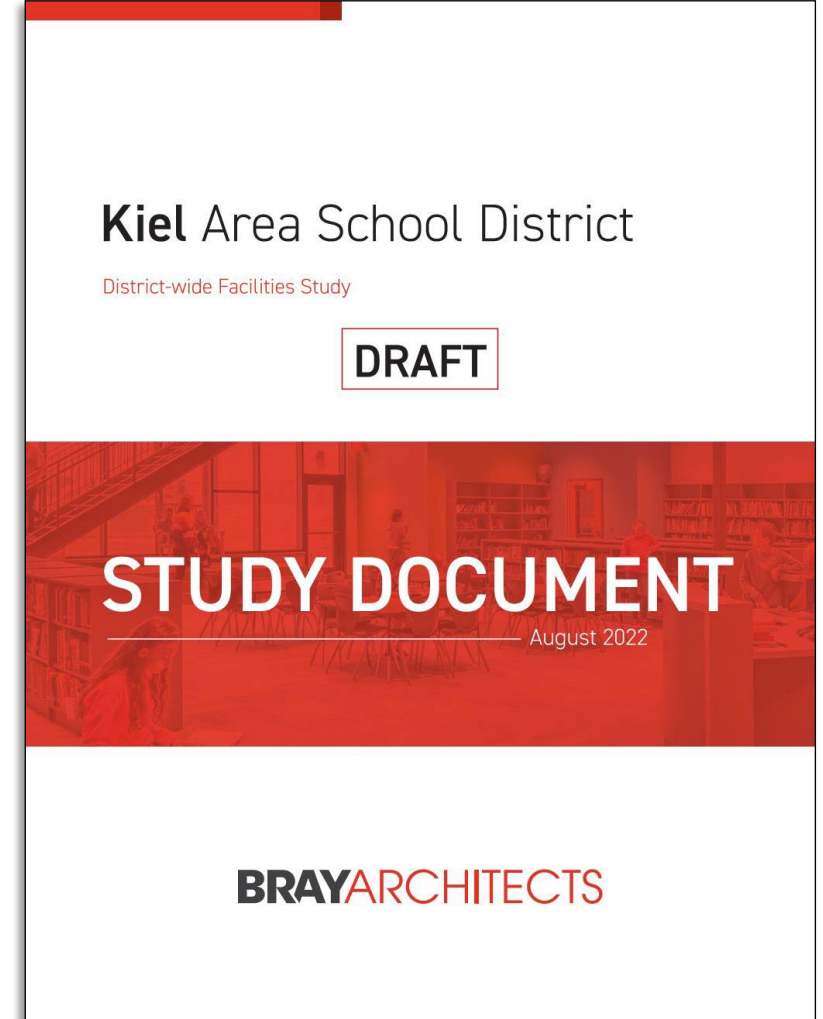 Kiel Area School District
District-wide Facilities Study
DRAFT
STUDY DOCUMENT
August 2022
BRAYARCHITECTS